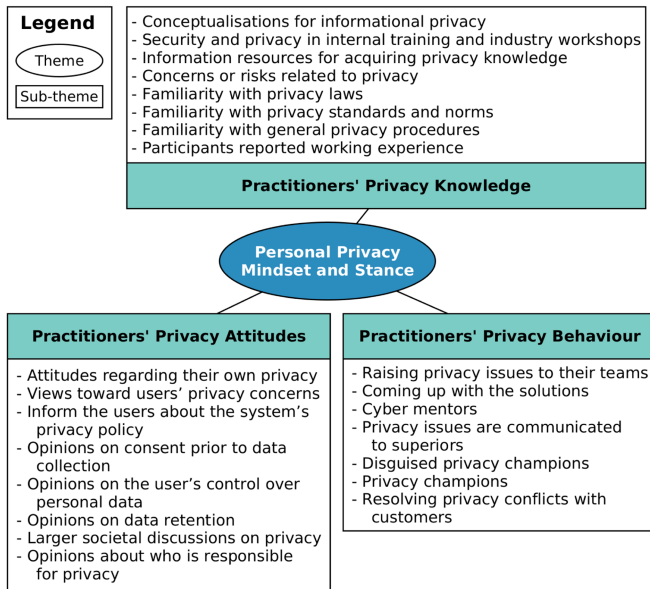 Legend
Theme
Sub-theme
- Conceptualisations for informational privacy
- Security and privacy in internal training and industry workshops
- Information resources for acquiring privacy knowledge
- Concerns or risks related to privacy
- Familiarity with privacy laws
- Familiarity with privacy standards and norms
- Familiarity with general privacy procedures
- Participants reported working experience
Practitioners' Privacy Knowledge
Personal Privacy
Mindset and Stance
Practitioners' Privacy Attitudes
- Attitudes regarding their own privacy
- Views toward users’ privacy concerns
- Inform the users about the system’s
privacy policy
- Opinions on consent prior to data
collection
- Opinions on the user’s control over
personal data
- Opinions on data retention
- Larger societal discussions on privacy
- Opinions about who is responsible
for privacy
Practitioners' Privacy Behaviour
- Raising privacy issues to their teams
- Coming up with the solutions
- Cyber mentors
- Privacy issues are communicated
to superiors
- Disguised privacy champions
- Privacy champions
- Resolving privacy conflicts with
customers